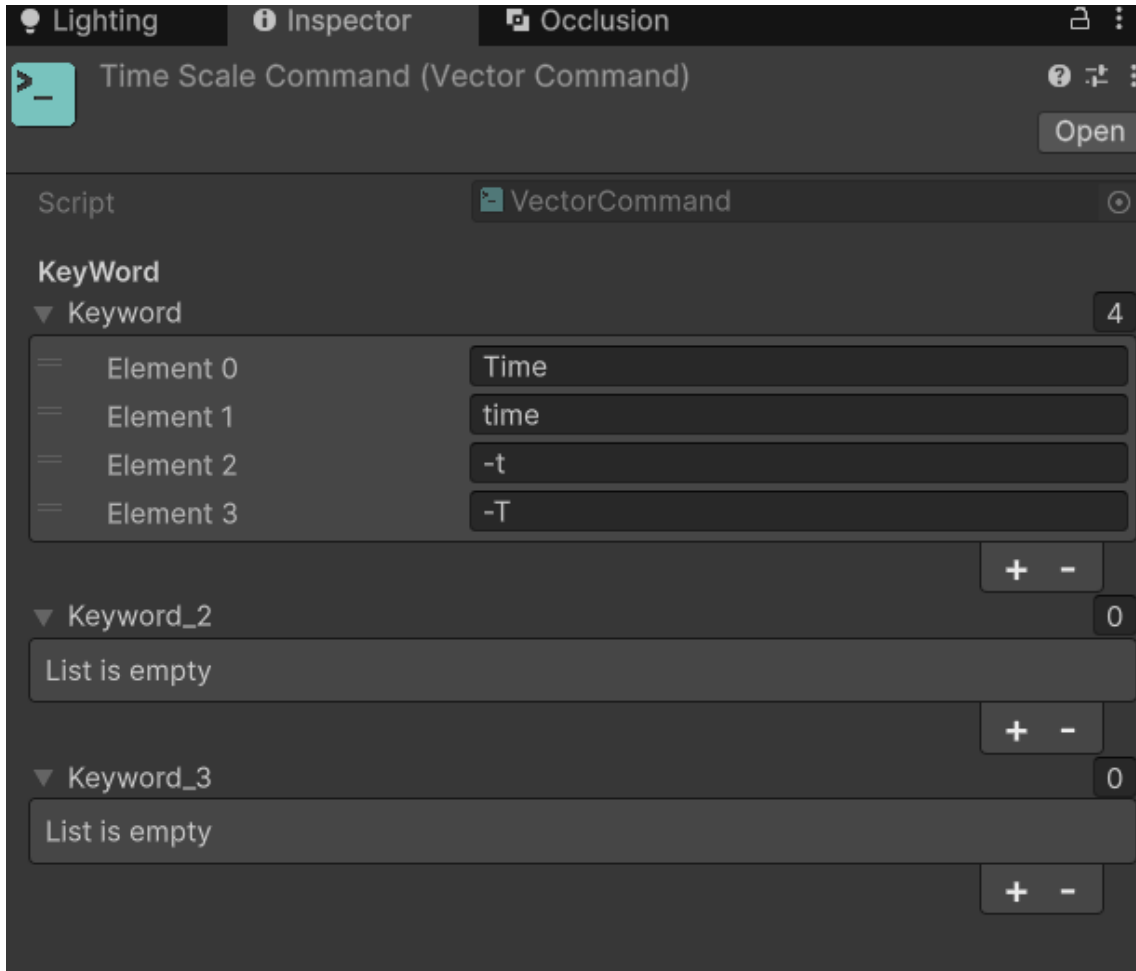 Lighting Inspector Occlusion
>_ Time Scale Command (Vector Command)
Open
Script VectorCommand
KeyWord
Keyword 4
Element 0 Time
Element 1 time
Element 2 -t
Element 3 -T
+ -
Keyword_2 0
List is empty
+ -
Keyword_3 0
List is empty
+ -